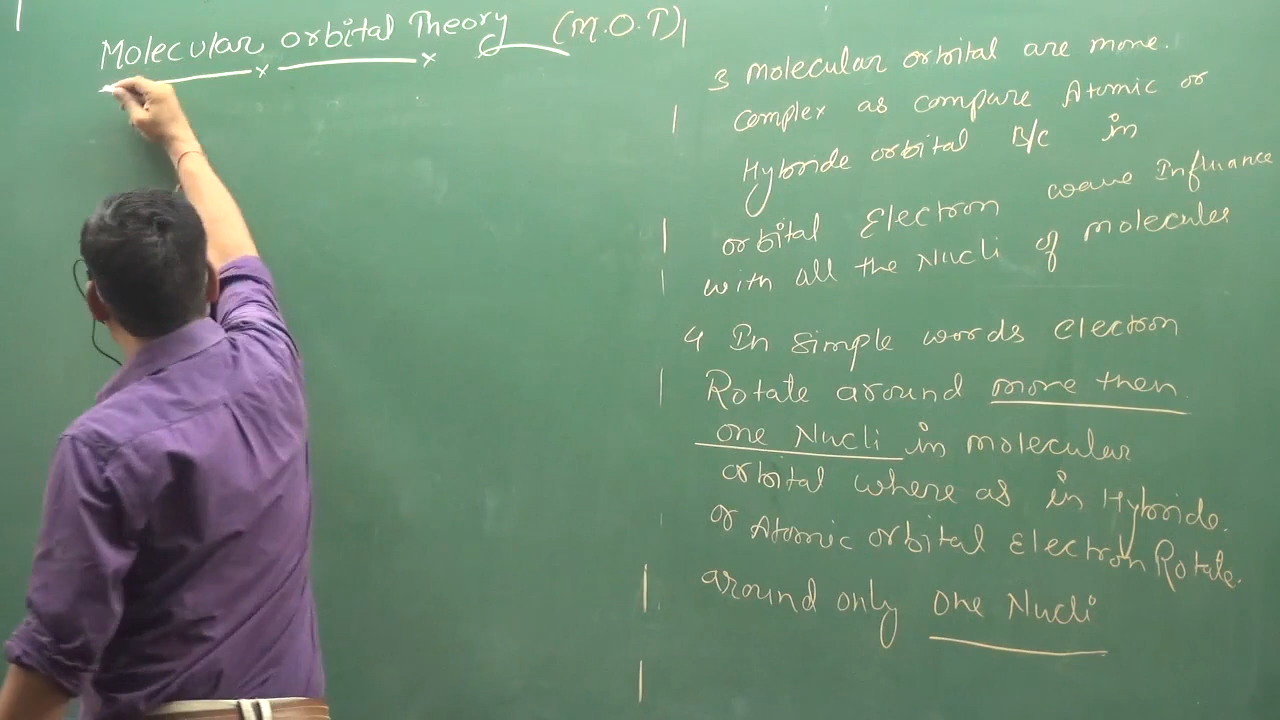 Molecular orbital Theory (M.O.T)
3 molecular orbital are more.
Complex as compare Atomic or
Hybride orbital B/C in
orbital Electron wave Influance
with all the Nucli of molecules
4 In Simple words electron
Rotate around more then
one Nucli in molecular
orbital where as in Hybride.
or Atomic orbital Electron Rotate.
around only one Nucli